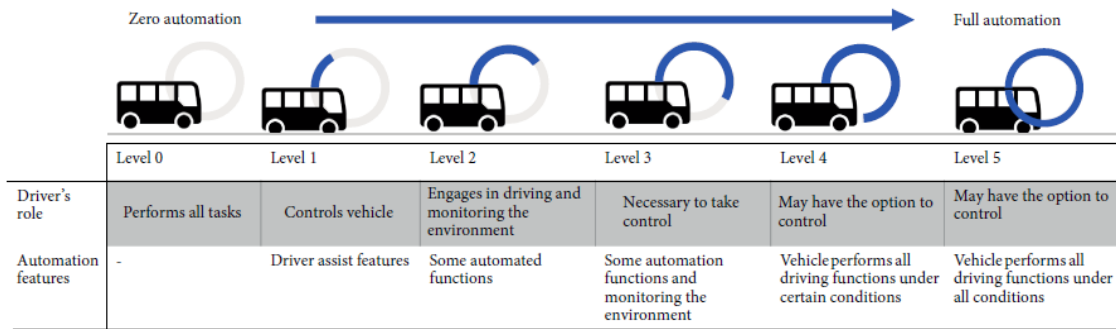 Zero automation
Full automation
Level 0
Level 1
Level 2
Level 3
Level 4
Level 5
Driver's
role
Performs all tasks
Controls vehicle
Engages in driving and
monitoring the
environment
Necessary to take
control
May have the option to
control
May have the option to
control
Automation
features
-
Driver assist features
Some automated
functions
Some automation
functions and
monitoring the
environment
Vehicle performs all
driving functions under
certain conditions
Vehicle performs all
driving functions under
all conditions